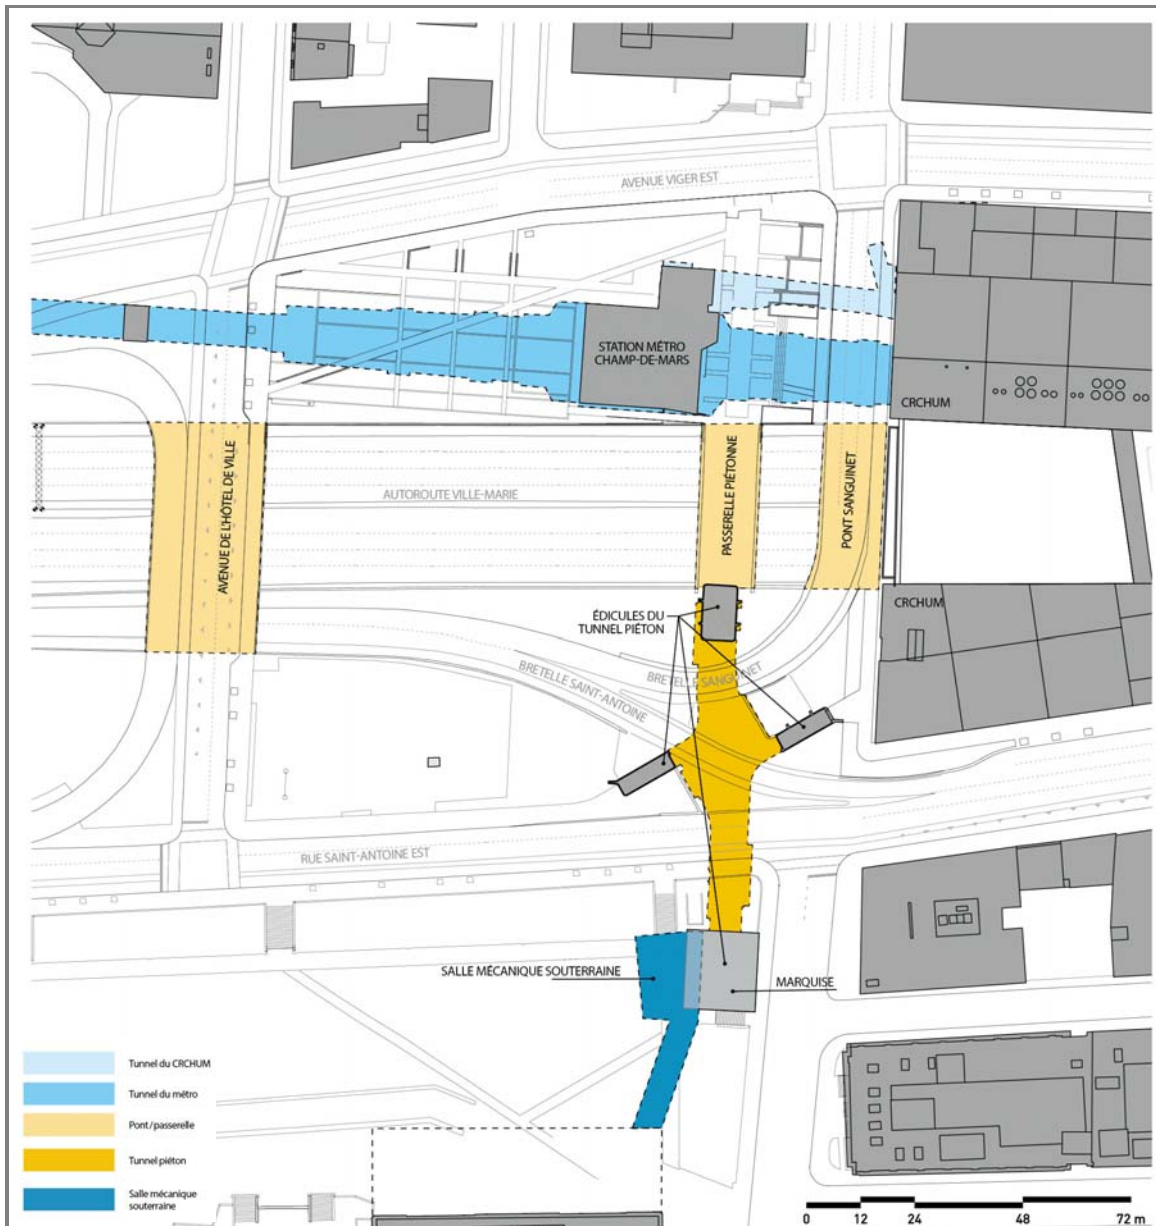 AVENUE VIGER EST
STATION MÉTRO
CHAMP-DE-MARS
CRCHUM
AVENUE DE L'HÔTEL DE VILLE
AUTOROUTE VILLE-MARIE
PASSERELLE PIÉTONNE
PONT SANGUINET
CRCHUM
ÉDICULES DU
TUNNEL PIÉTON
BRETELLE SAINT-ANTOINE
BRETELLE SANGUINET
RUE SAINT-ANTOINE EST
SALLE MÉCANIQUE SOUTERRAINE
MARQUISE
Tunnel du CRCHUM
Tunnel du métro
Pont/passerelle
Tunnel piéton
Salle mécanique
souterraine
0 12 24 48 72 m